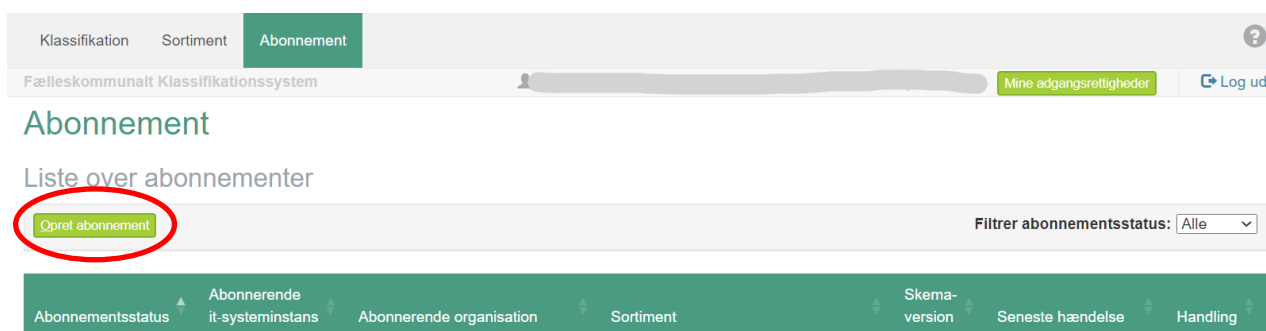 Klassifikation Sortiment Abonnement
Fælleskommunalt Klassifikationssystem Mine adgangsrettigheder Log ud
Abonnement
Liste over abonnementer
Opret abonnement Filtrer abonnementsstatus: Alle
Abonnementsstatus Abonnerende it-systeminstans Abonnerende organisation Sortiment Skema-version Seneste hændelse Handling